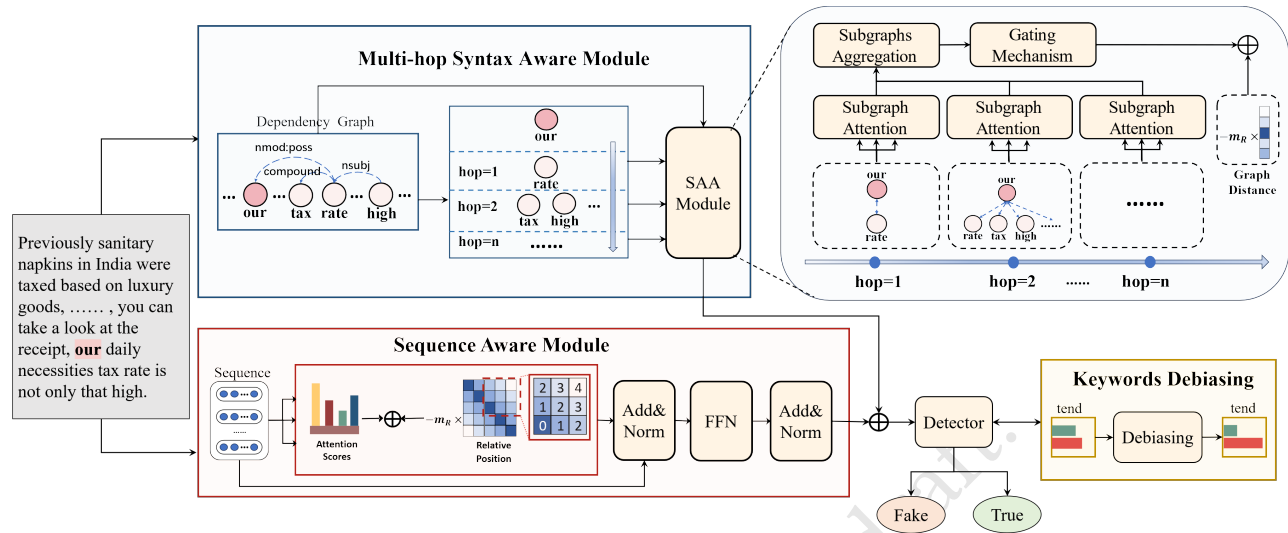 Previously sanitary
napkins in India were
taxed based on luxury
goods, …… , you can
take a look at the
receipt, our daily
necessities tax rate is
not only that high.
Multi-hop Syntax Aware Module
Dependency Graph
nmod:poss
compound
nsubj
... our ... tax rate ... high ...
our
hop=1
rate
hop=2
tax high ...
hop=n ......
SAA
Module
Subgraphs
Aggregation
Gating
Mechanism
Subgraph
Attention
Subgraph
Attention
Subgraph
Attention
−mR ×
Graph
Distance
our
rate
our
rate tax high ......
......
hop=1 hop=2 ...... hop=n
Sequence Aware Module
Sequence
......
Attention
Scores
−mR ×
Relative
Position
2 3 4
1 2 3
0 1 2
Add&
Norm
FFN
Add&
Norm
Detector
Fake
True
Keywords Debiasing
tend
Debiasing
tend